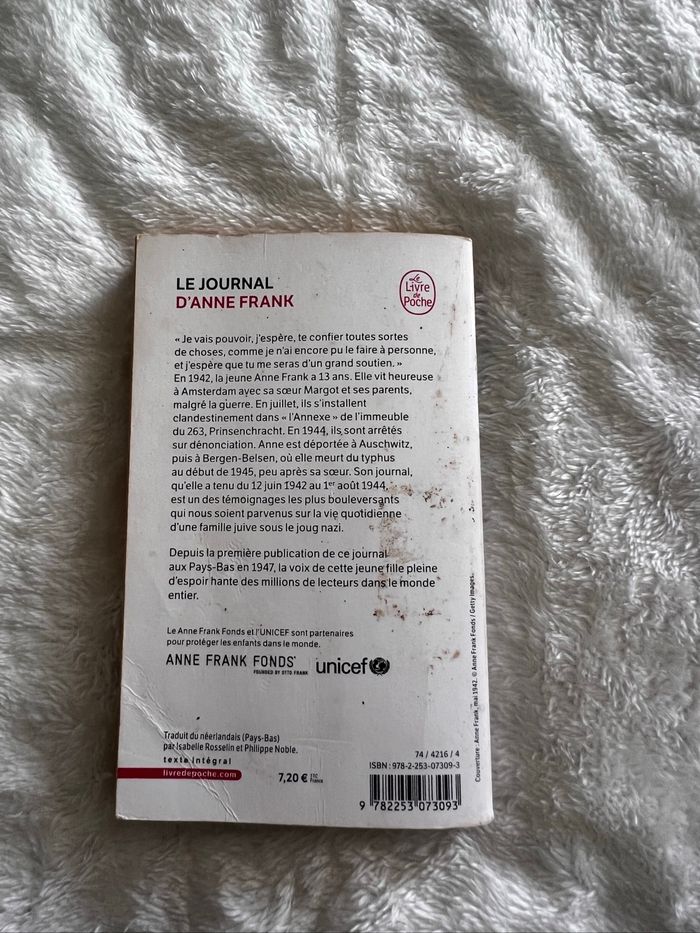 LE JOURNAL
D'ANNE FRANK
Le
Livre
de
Poche
« Je vais pouvoir, j'espère, te confier toutes sortes
de choses, comme je n'ai encore pu le faire à personne,
et j'espère que tu me seras d'un grand soutien. »
En 1942, la jeune Anne Frank a 13 ans. Elle vit heureuse
à Amsterdam avec sa sœur Margot et ses parents,
malgré la guerre. En juillet, ils s'installent
clandestinement dans « l'Annexe » de l'immeuble
du 263, Prinsenchracht. En 1944, ils sont arrêtés
sur dénonciation. Anne est déportée à Auschwitz,
puis à Bergen-Belsen, où elle meurt du typhus
au début de 1945, peu après sa sœur. Son journal,
qu'elle a tenu du 12 juin 1942 au 1er août 1944,
est un des témoignages les plus bouleversants
qui nous soient parvenus sur la vie quotidienne
d'une famille juive sous le joug nazi.
Depuis la première publication de ce journal
aux Pays-Bas en 1947, la voix de cette jeune fille pleine
d'espoir hante des millions de lecteurs dans le monde
entier.
Le Anne Frank Fonds et l'UNICEF sont partenaires
pour protéger les enfants dans le monde.
ANNE FRANK FONDS
FOUNDED BY OTTO FRANK
unicef
Traduit du néerlandais (Pays-Bas)
par Isabelle Rosselin et Philippe Noble.
texte intégral
livredepoche.com
7,20 € TTC
France
74 / 4216 / 4
ISBN : 978-2-253-07309-3
9 782253 073093
Couverture : Anne Frank, mai 1942. © Anne Frank Fonds / Getty Images.